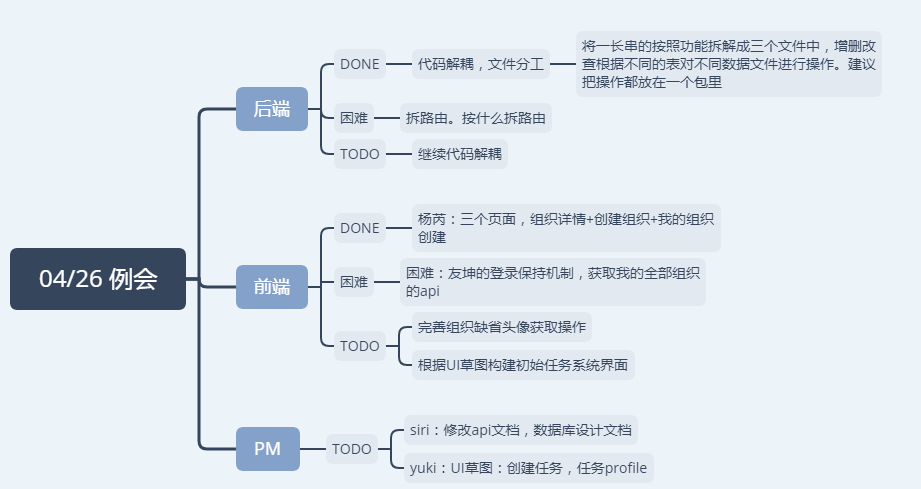 04/26 例会
后端
DONE
代码解耦，文件分工
将一长串的按照功能拆解成三个文件中，增删改
查根据不同的表对不同数据文件进行操作。建议
把操作都放在一个包里
困难
拆路由。按什么拆路由
TODO
继续代码解耦
前端
DONE
杨芮：三个页面，组织详情+创建组织+我的组织
创建
困难
困难：友坤的登录保持机制，获取我的全部组织
的api
TODO
完善组织缺省头像获取操作
根据UI草图构建初始任务系统界面
PM
TODO
siri：修改api文档，数据库设计文档
yuki：UI草图：创建任务，任务profile